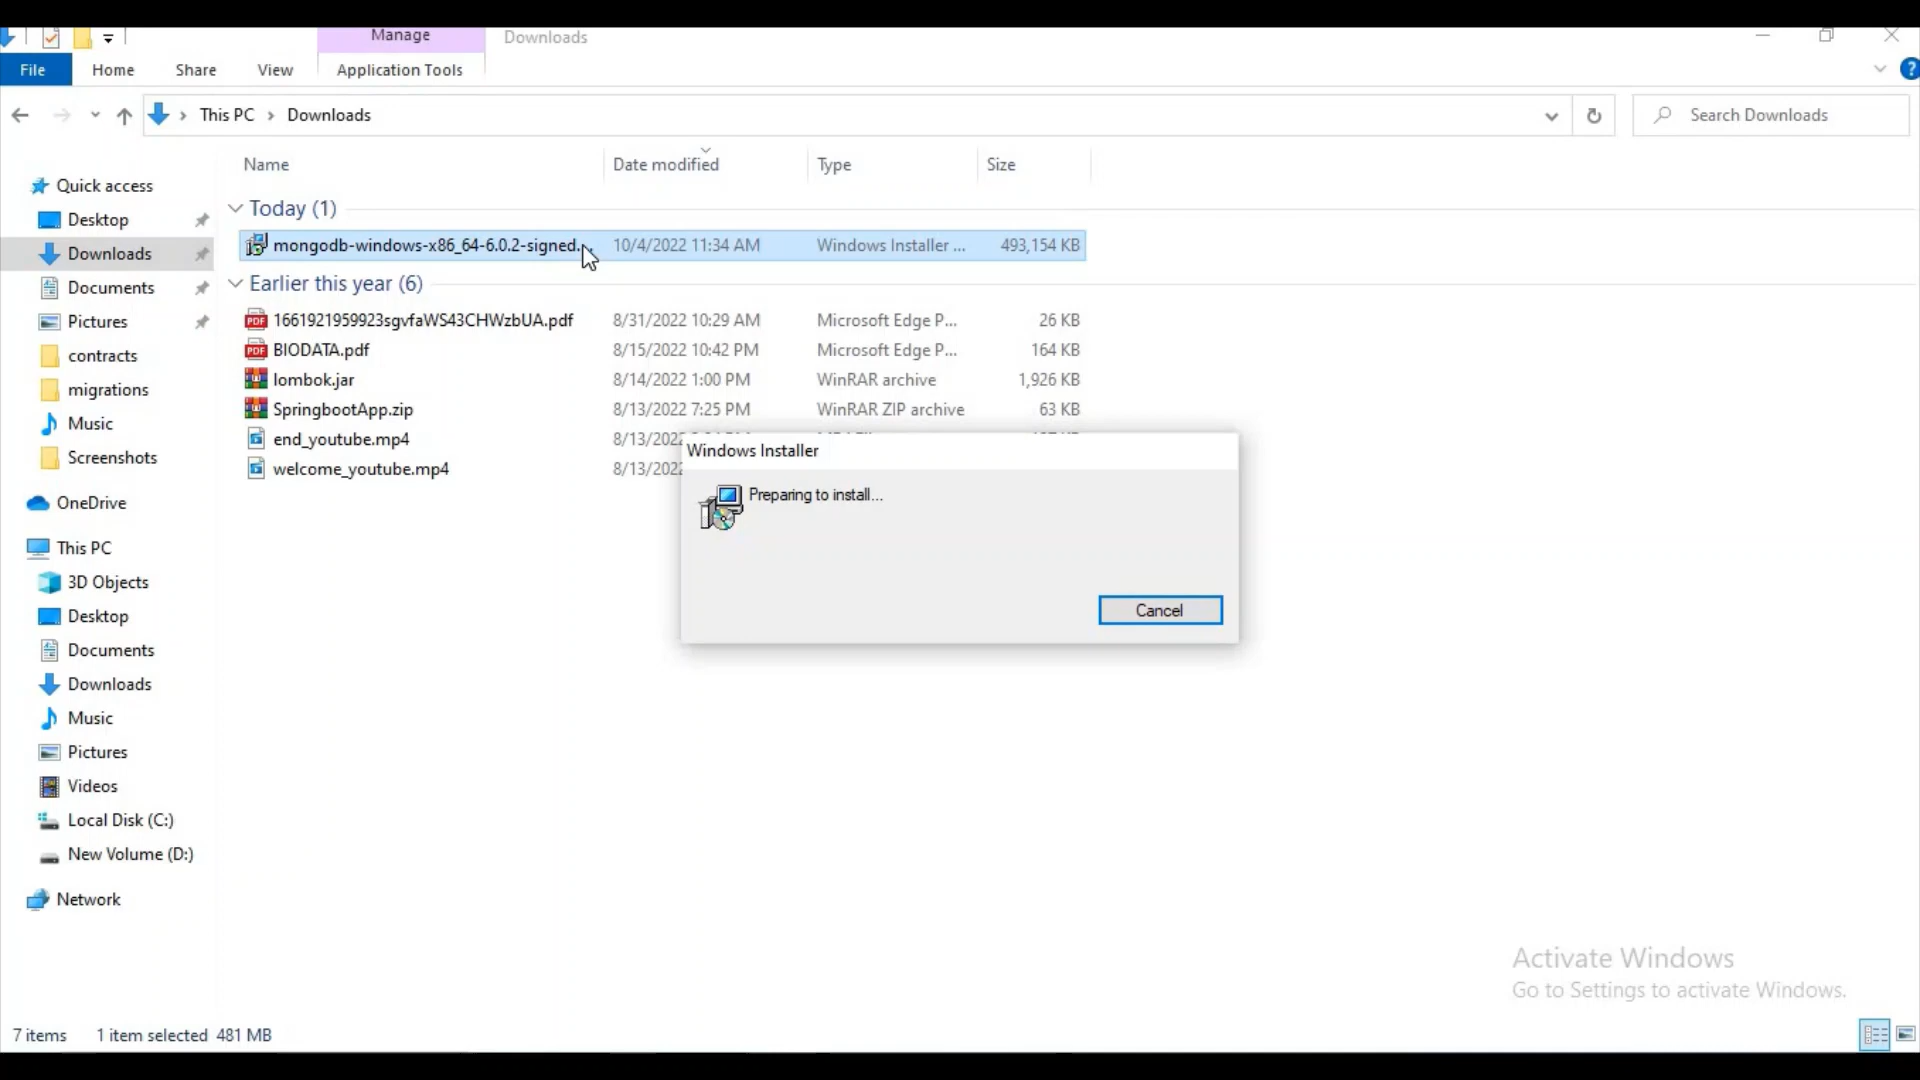 Manage
Downloads
File
Home
Share
View
Application Tools
?
This PC > Downloads
Search Downloads
Name
Date modified
Type
Size
Quick access
Desktop
Downloads
Documents
Pictures
contracts
migrations
Music
Screenshots
OneDrive
This PC
3D Objects
Desktop
Documents
Downloads
Music
Pictures
Videos
Local Disk (C:)
New Volume (D:)
Network
Today (1)
mongodb-windows-x86_64-6.0.2-signed... 10/4/2022 11:34 AM Windows Installer ... 493,154 KB
Earlier this year (6)
1661921959923sgvfaWS43CHWzbUA.pdf 8/31/2022 10:29 AM Microsoft Edge P... 26 KB
BIODATA.pdf 8/15/2022 10:42 PM Microsoft Edge P... 164 KB
lombok.jar 8/14/2022 1:00 PM WinRAR archive 1,926 KB
SpringbootApp.zip 8/13/2022 7:25 PM WinRAR ZIP archive 63 KB
end_youtube.mp4 8/13/2022
welcome_youtube.mp4 8/13/2022
Windows Installer
Preparing to install...
Cancel
Activate Windows
Go to Settings to activate Windows.
7 items 1 item selected 481 MB